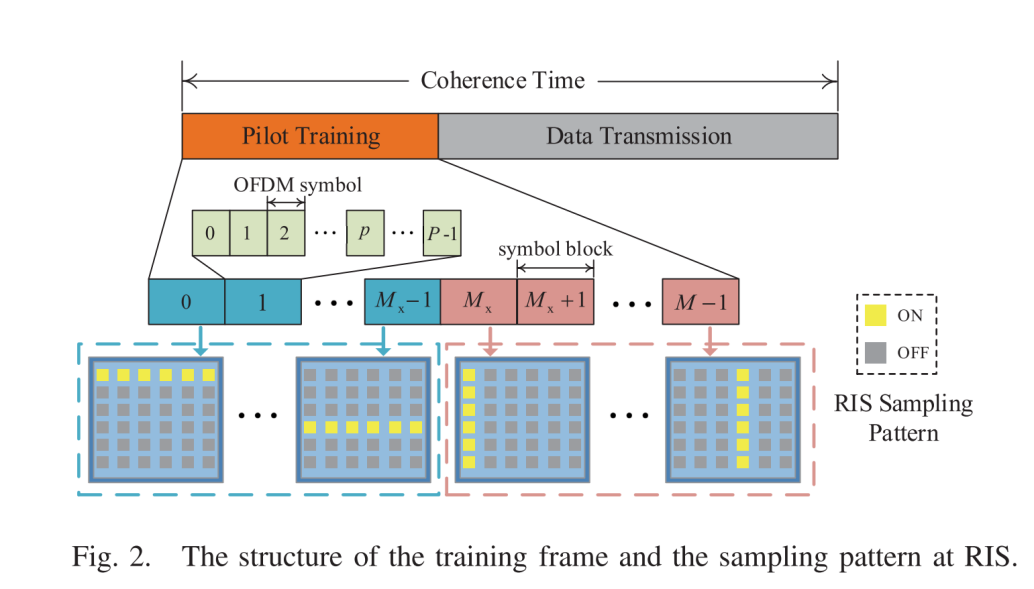 Coherence Time
Pilot Training Data Transmission
OFDM symbol
0 1 2 ··· p ··· P-1
symbol block
0 1 ··· Mx−1 Mx Mx+1 ··· M−1
ON
OFF
RIS Sampling
Pattern
··· ···
Fig. 2. The structure of the training frame and the sampling pattern at RIS.